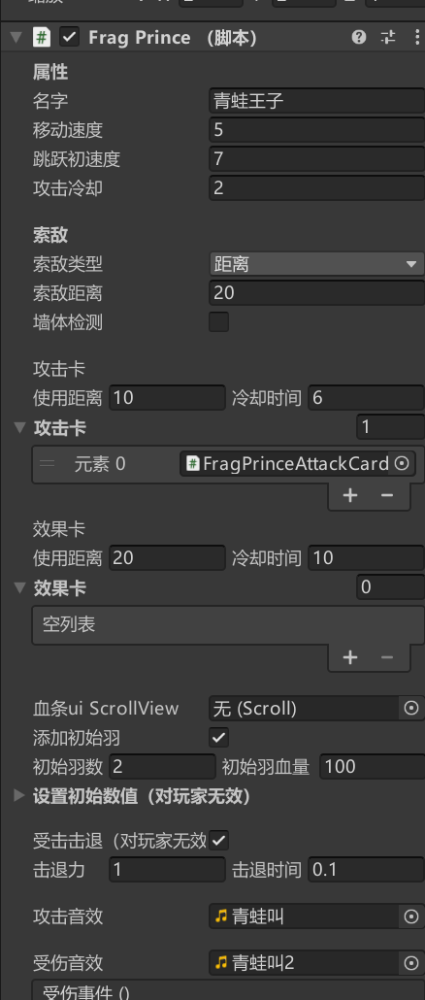 Frag Prince （脚本）
属性
名字 青蛙王子
移动速度 5
跳跃初速度 7
攻击冷却 2
索敌
索敌类型 距离
索敌距离 20
墙体检测
攻击卡
使用距离 10 冷却时间 6
攻击卡 1
元素 0 FragPrinceAttackCard
效果卡
使用距离 20 冷却时间 10
效果卡 0
空列表
血条ui ScrollView 无 (Scroll)
添加初始羽
初始羽数 2 初始羽血量 100
设置初始数值（对玩家无效）
受击击退（对玩家无效
击退力 1 击退时间 0.1
攻击音效 青蛙叫
受伤音效 青蛙叫2
受伤事件 ()